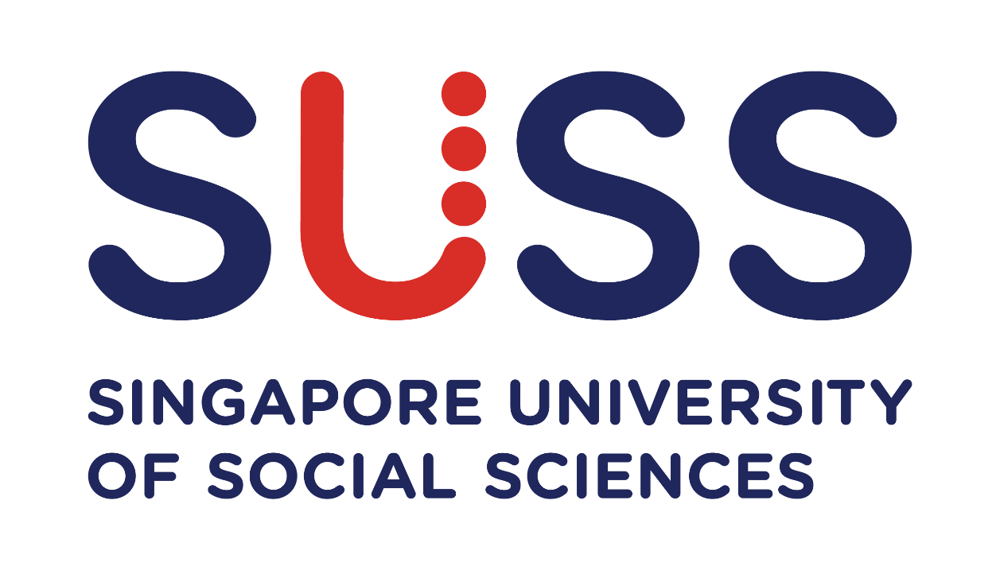 SUSS
SINGAPORE UNIVERSITY
OF SOCIAL SCIENCES